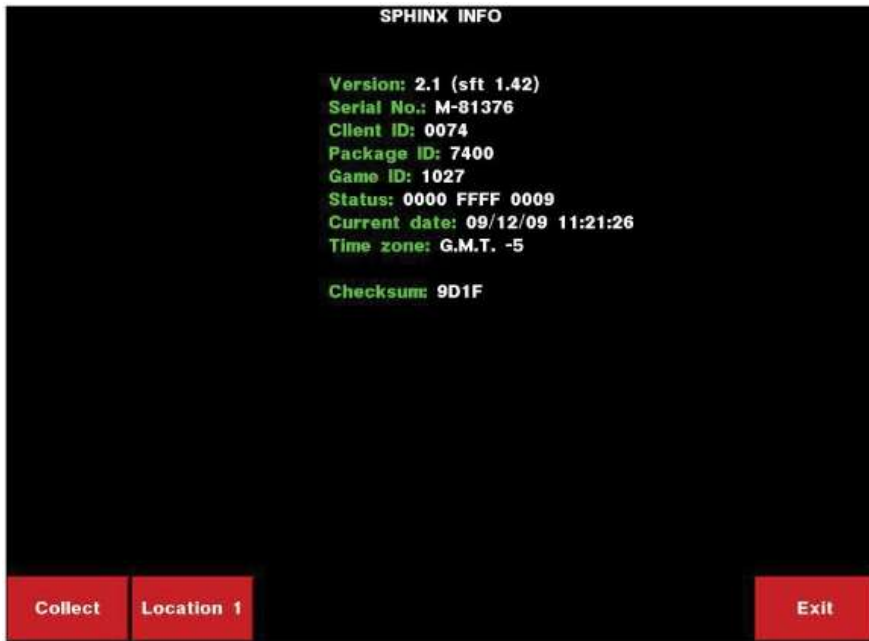 SPHINX INFO
Version: 2.1 (sft 1.42)
Serial No.: M-81376
Client ID: 0074
Package ID: 7400
Game ID: 1027
Status: 0000 FFFF 0009
Current date: 09/12/09 11:21:26
Time zone: G.M.T. -5
Checksum: 9D1F
Collect
Location 1
Exit